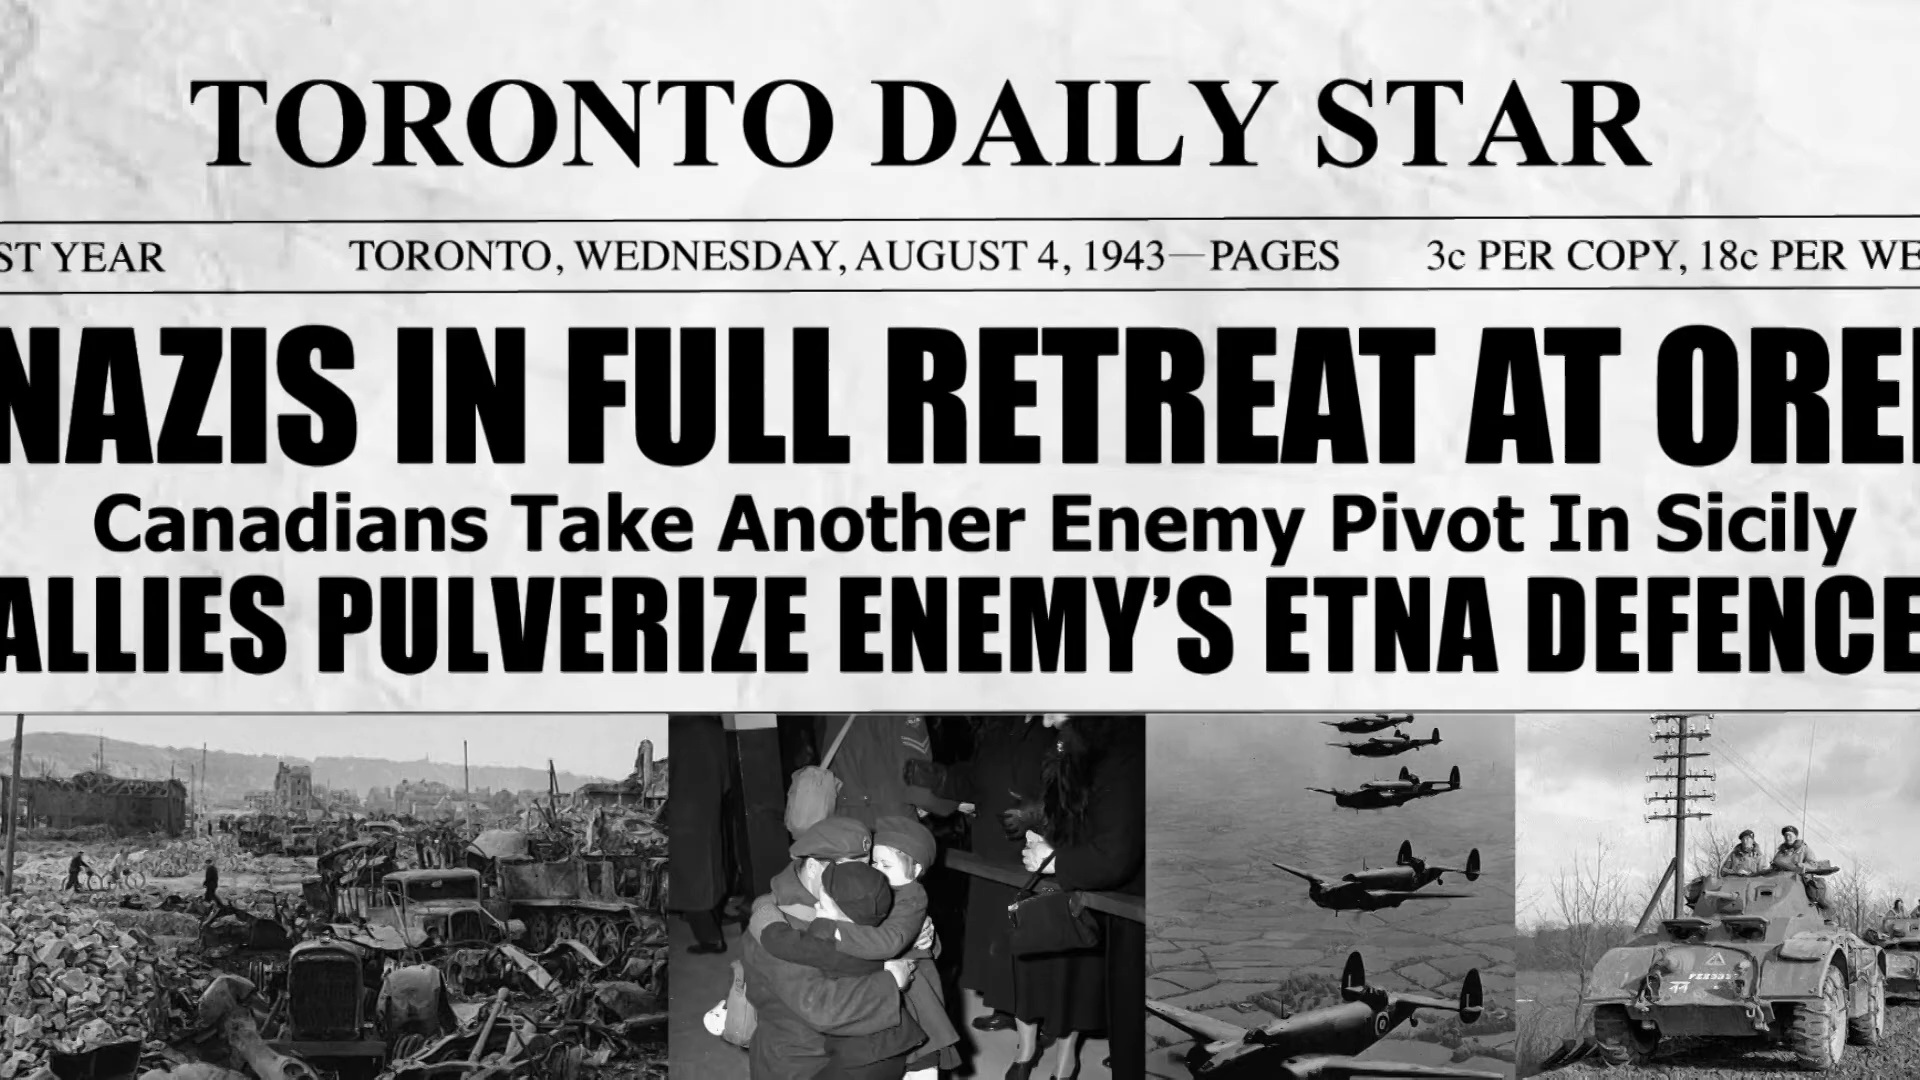 TORONTO DAILY STAR
ST YEAR TORONTO, WEDNESDAY, AUGUST 4, 1943—PAGES 3c PER COPY, 18c PER WE
NAZIS IN FULL RETREAT AT OREL
Canadians Take Another Enemy Pivot In Sicily
ALLIES PULVERIZE ENEMY'S ETNA DEFENCE